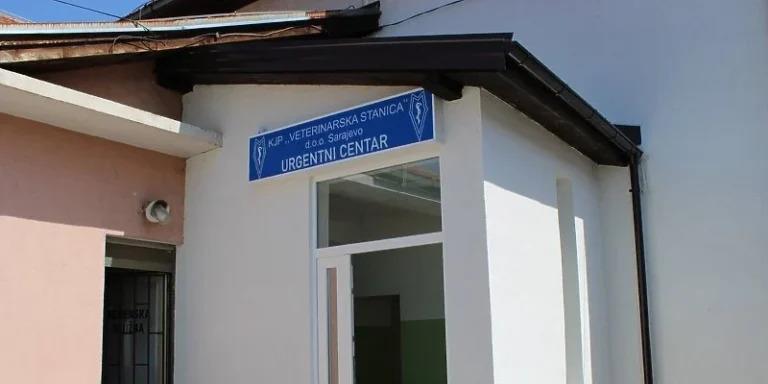 KJP ,,VETERINARSKA STANICA"
d.o.o. Sarajevo
URGENTNI CENTAR